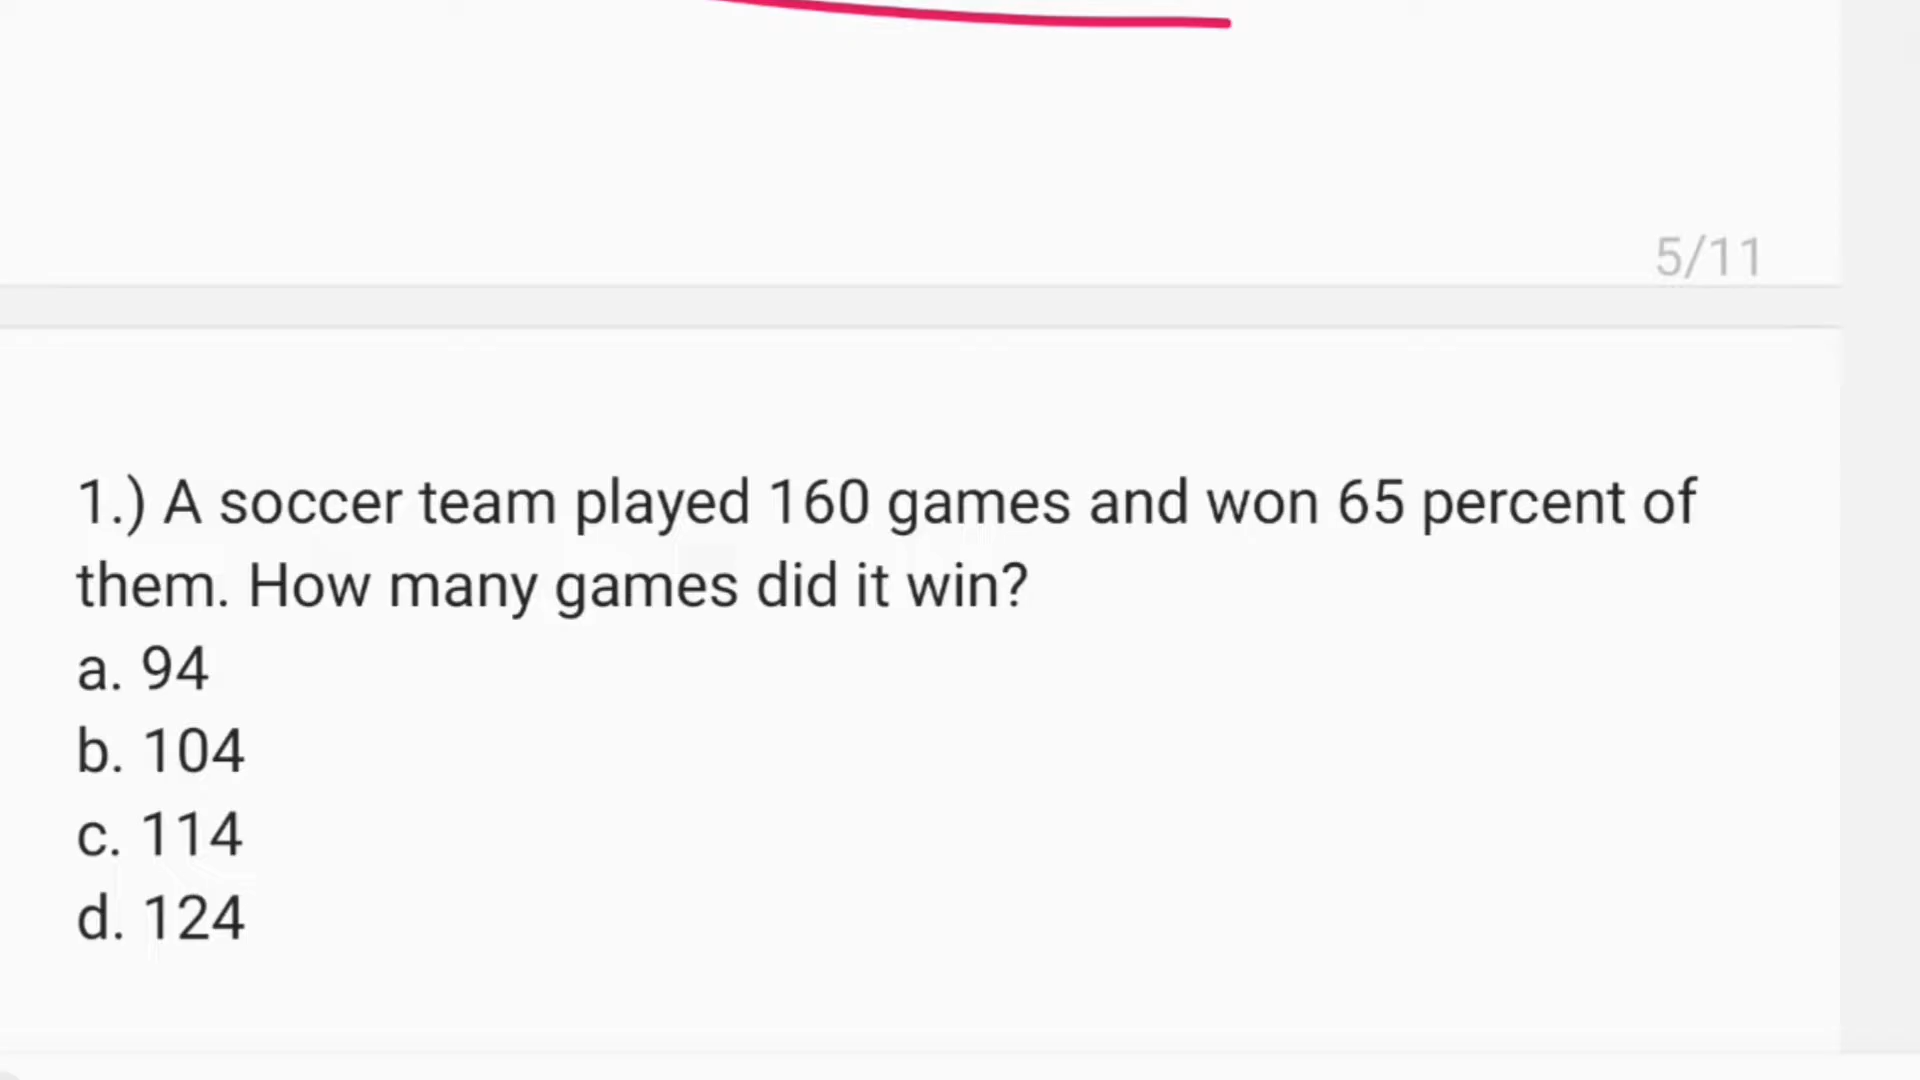 5/11
1.) A soccer team played 160 games and won 65 percent of
them. How many games did it win?
a. 94
b. 104
c. 114
d. 124